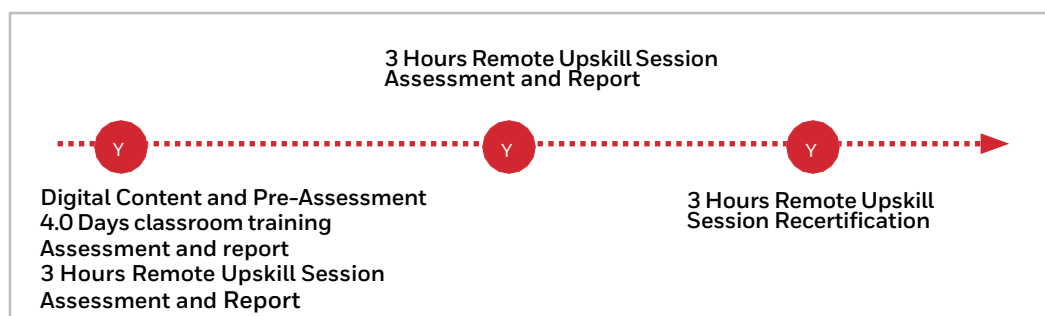 3 Hours Remote Upskill Session
Assessment and Report
Y
Y
Y
Digital Content and Pre-Assessment
4.0 Days classroom training
Assessment and report
3 Hours Remote Upskill Session
Assessment and Report
3 Hours Remote Upskill
Session Recertification